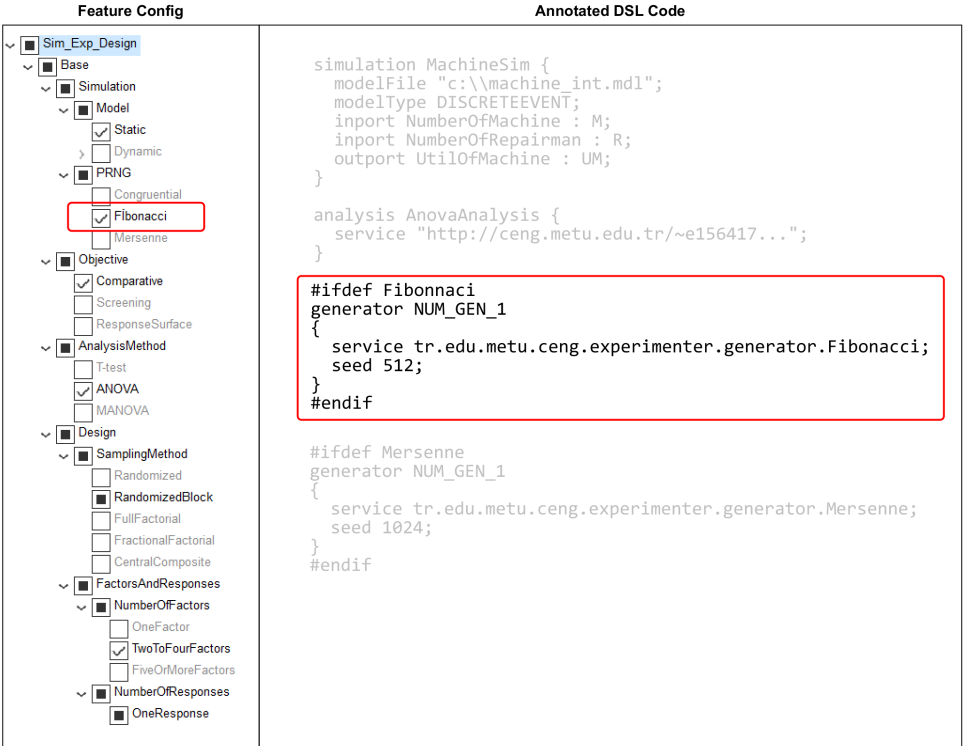 Feature Config
Annotated DSL Code
Sim_Exp_Design
Base
Simulation
Model
Static
Dynamic
PRNG
Congruential
Fİbonacci
Mersenne
Objective
Comparative
Screening
ResponseSurface
AnalysisMethod
T-test
ANOVA
MANOVA
Design
SamplingMethod
Randomized
RandomizedBlock
FullFactorial
FractionalFactorial
CentralComposite
FactorsAndResponses
NumberOfFactors
OneFactor
TwoToFourFactors
FiveOrMoreFactors
NumberOfResponses
OneResponse
simulation MachineSim {
modelFile "c:\\machine_int.mdl";
modelType DISCRETEEVENT;
inport NumberOfMachine : M;
inport NumberOfRepairman : R;
outport UtilOfMachine : UM;
}
analysis AnovaAnalysis {
service "http://ceng.metu.edu.tr/~e156417...";
}
#ifdef Fibonnaci
generator NUM_GEN_1
{
service tr.edu.metu.ceng.experimenter.generator.Fibonacci;
seed 512;
}
#endif
#ifdef Mersenne
generator NUM_GEN_1
{
service tr.edu.metu.ceng.experimenter.generator.Mersenne;
seed 1024;
}
#endif